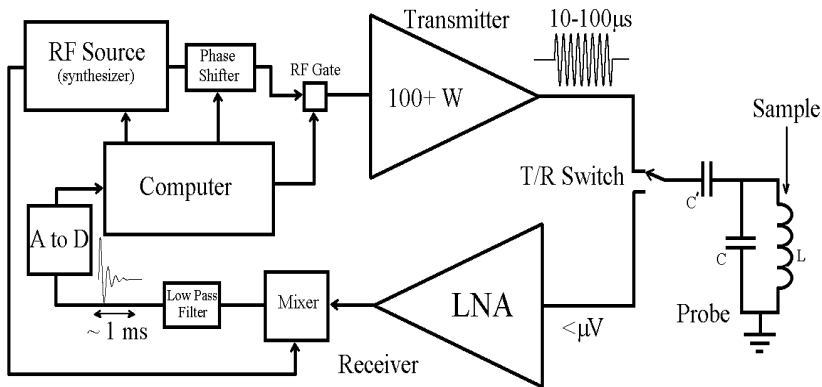 RF Source
(synthesizer)
Phase
Shifter
RF Gate
Transmitter
100+ W
10-100μs
Sample
Computer
T/R Switch
C'
C
L
A to D
~ 1 ms
Low Pass
Filter
Mixer
LNA
<μV
Probe
Receiver